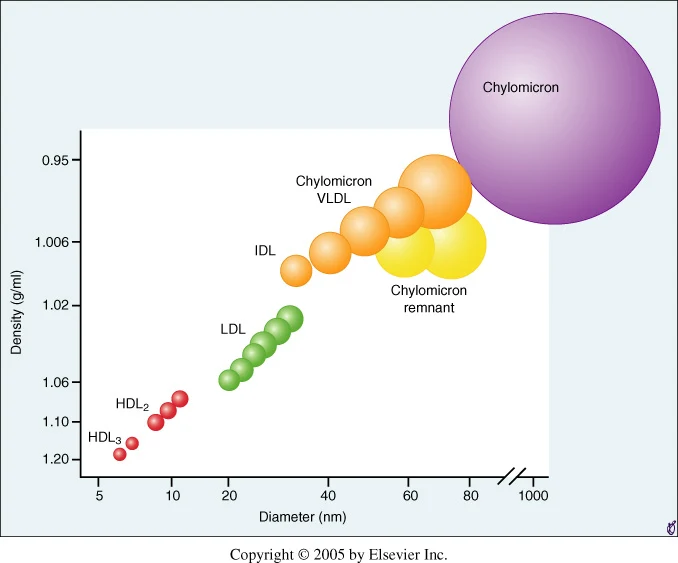 Chylomicron
0.95
Chylomicron
VLDL
1.006
IDL
Chylomicron
remnant
1.02
LDL
Density (g/ml)
1.06
HDL2
1.10
HDL3
1.20
5 10 20 40 60 80 1000
Diameter (nm)
Copyright © 2005 by Elsevier Inc.